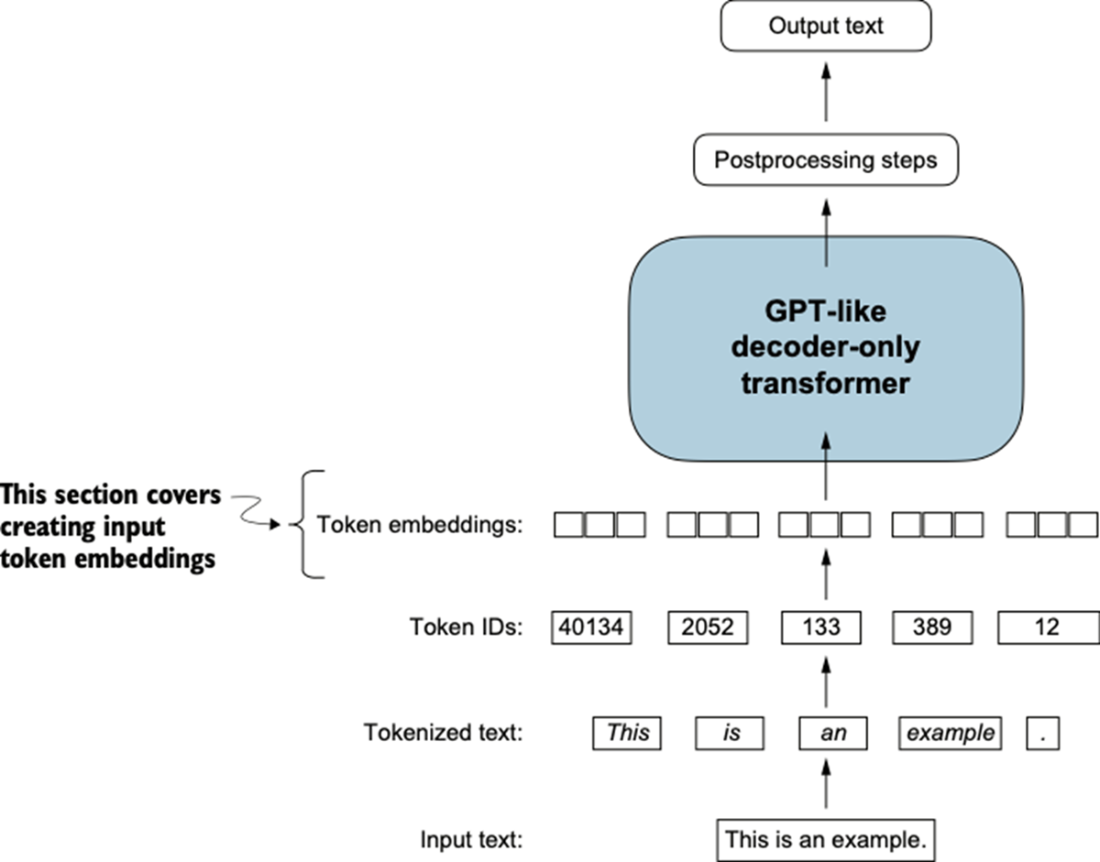 Output text
Postprocessing steps
GPT-like
decoder-only
transformer
This section covers
creating input
token embeddings
Token embeddings:
Token IDs: 40134 2052 133 389 12
Tokenized text: This is an example .
Input text: This is an example.